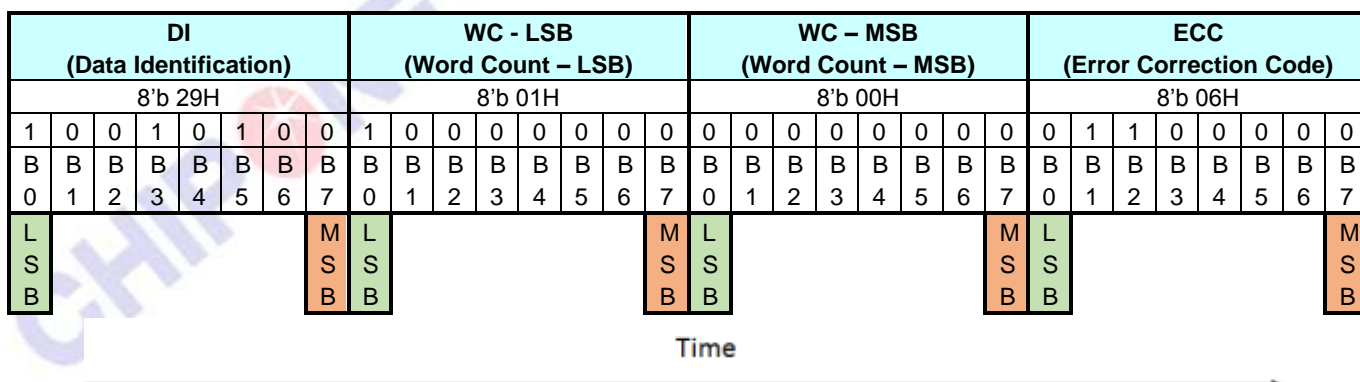 DI WC - LSB WC – MSB ECC
(Data Identification) (Word Count – LSB) (Word Count – MSB) (Error Correction Code)
8’b 29H 8’b 01H 8’b 00H 8’b 06H
1 0 0 1 0 1 0 0 1 0 0 0 0 0 0 0 0 0 0 0 0 0 0 0 0 1 1 0 0 0 0 0
B B B B B B B B B B B B B B B B B B B B B B B B B B B B B B B B
0 1 2 3 4 5 6 7 0 1 2 3 4 5 6 7 0 1 2 3 4 5 6 7 0 1 2 3 4 5 6 7
L M L M L M L M
S S S S S S S S
B B B B B B B B
Time
CHIPONE